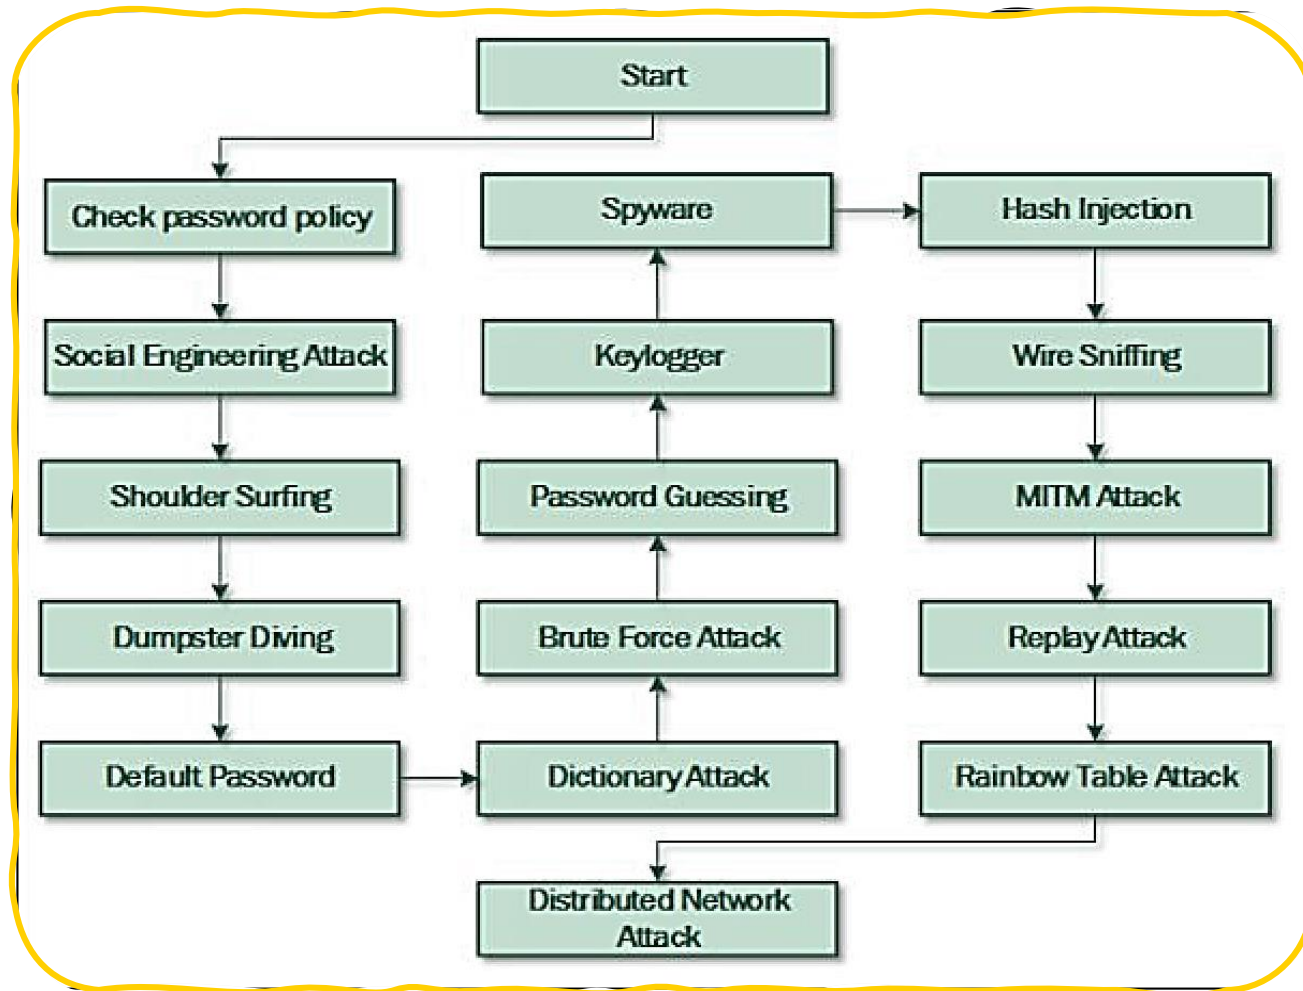 Start
Check password policy
Social Engineering Attack
Shoulder Surfing
Dumpster Diving
Default Password
Dictionary Attack
Brute Force Attack
Password Guessing
Keylogger
Spyware
Hash Injection
Wire Sniffing
MITM Attack
Replay Attack
Rainbow Table Attack
Distributed Network
Attack